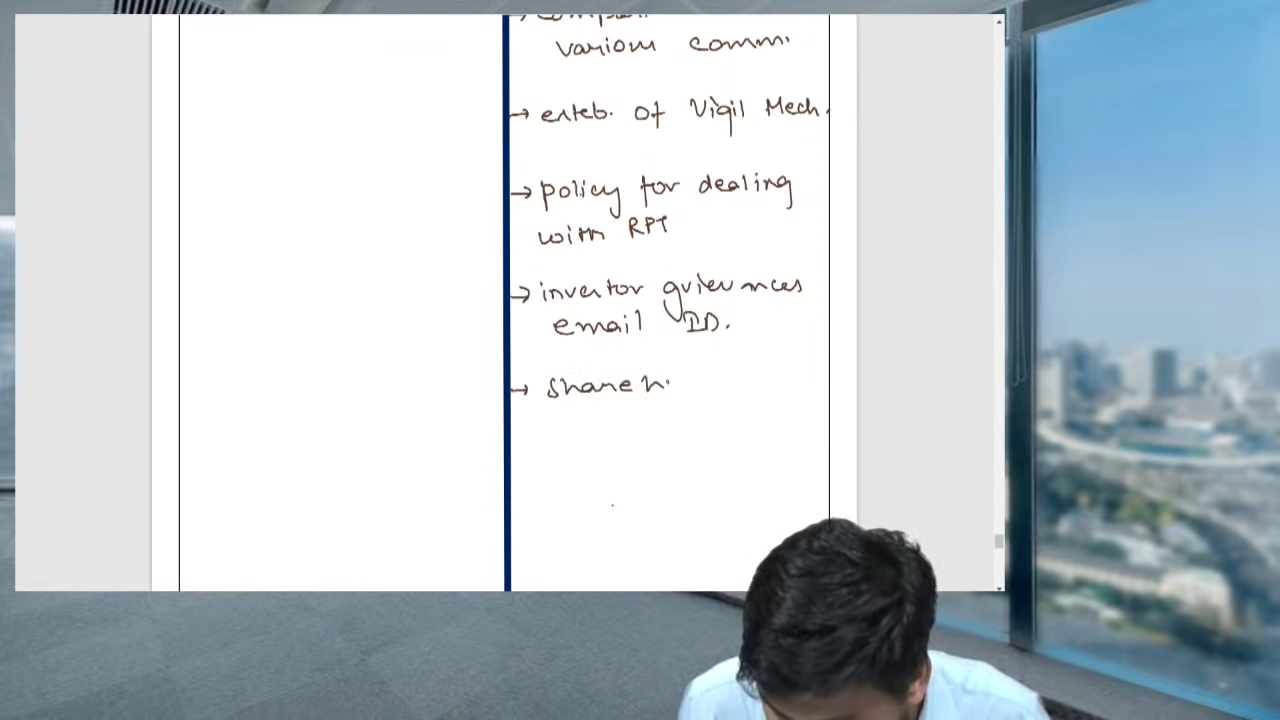 various comm.
→ estab. of Vigil Mech.
→ policy for dealing
with RPT
→ investor grievances
email ID.
→ share h.